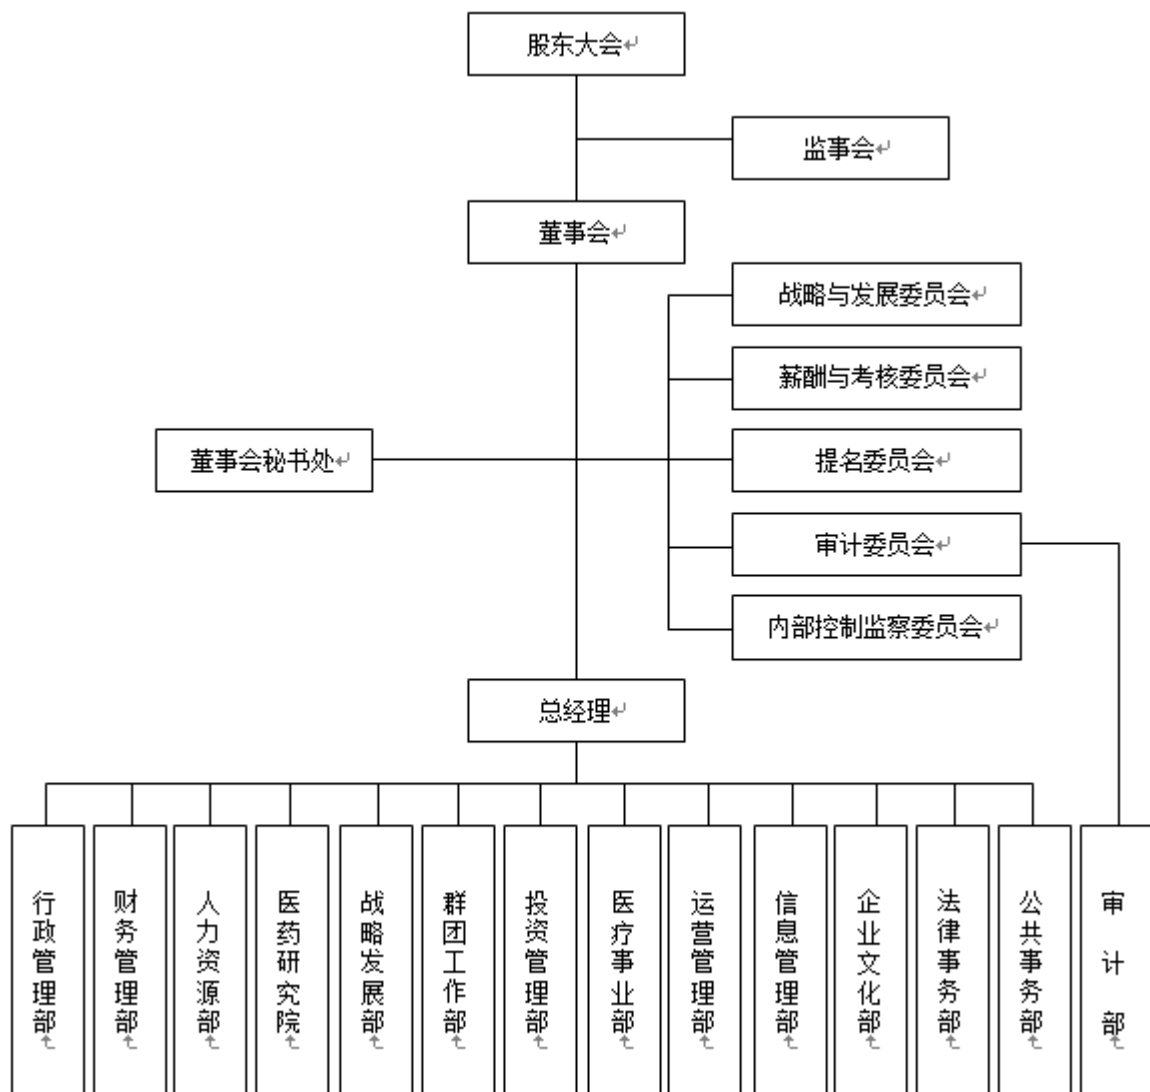 股东大会
监事会
董事会
战略与发展委员会
薪酬与考核委员会
董事会秘书处
提名委员会
审计委员会
内部控制监察委员会
总经理
行政管理部
财务管理部
人力资源部
医药研究院
战略发展部
群团工作部
投资管理部
医疗事业部
运营管理部
信息管理部
企业文化部
法律事务部
公共事务部
审计部